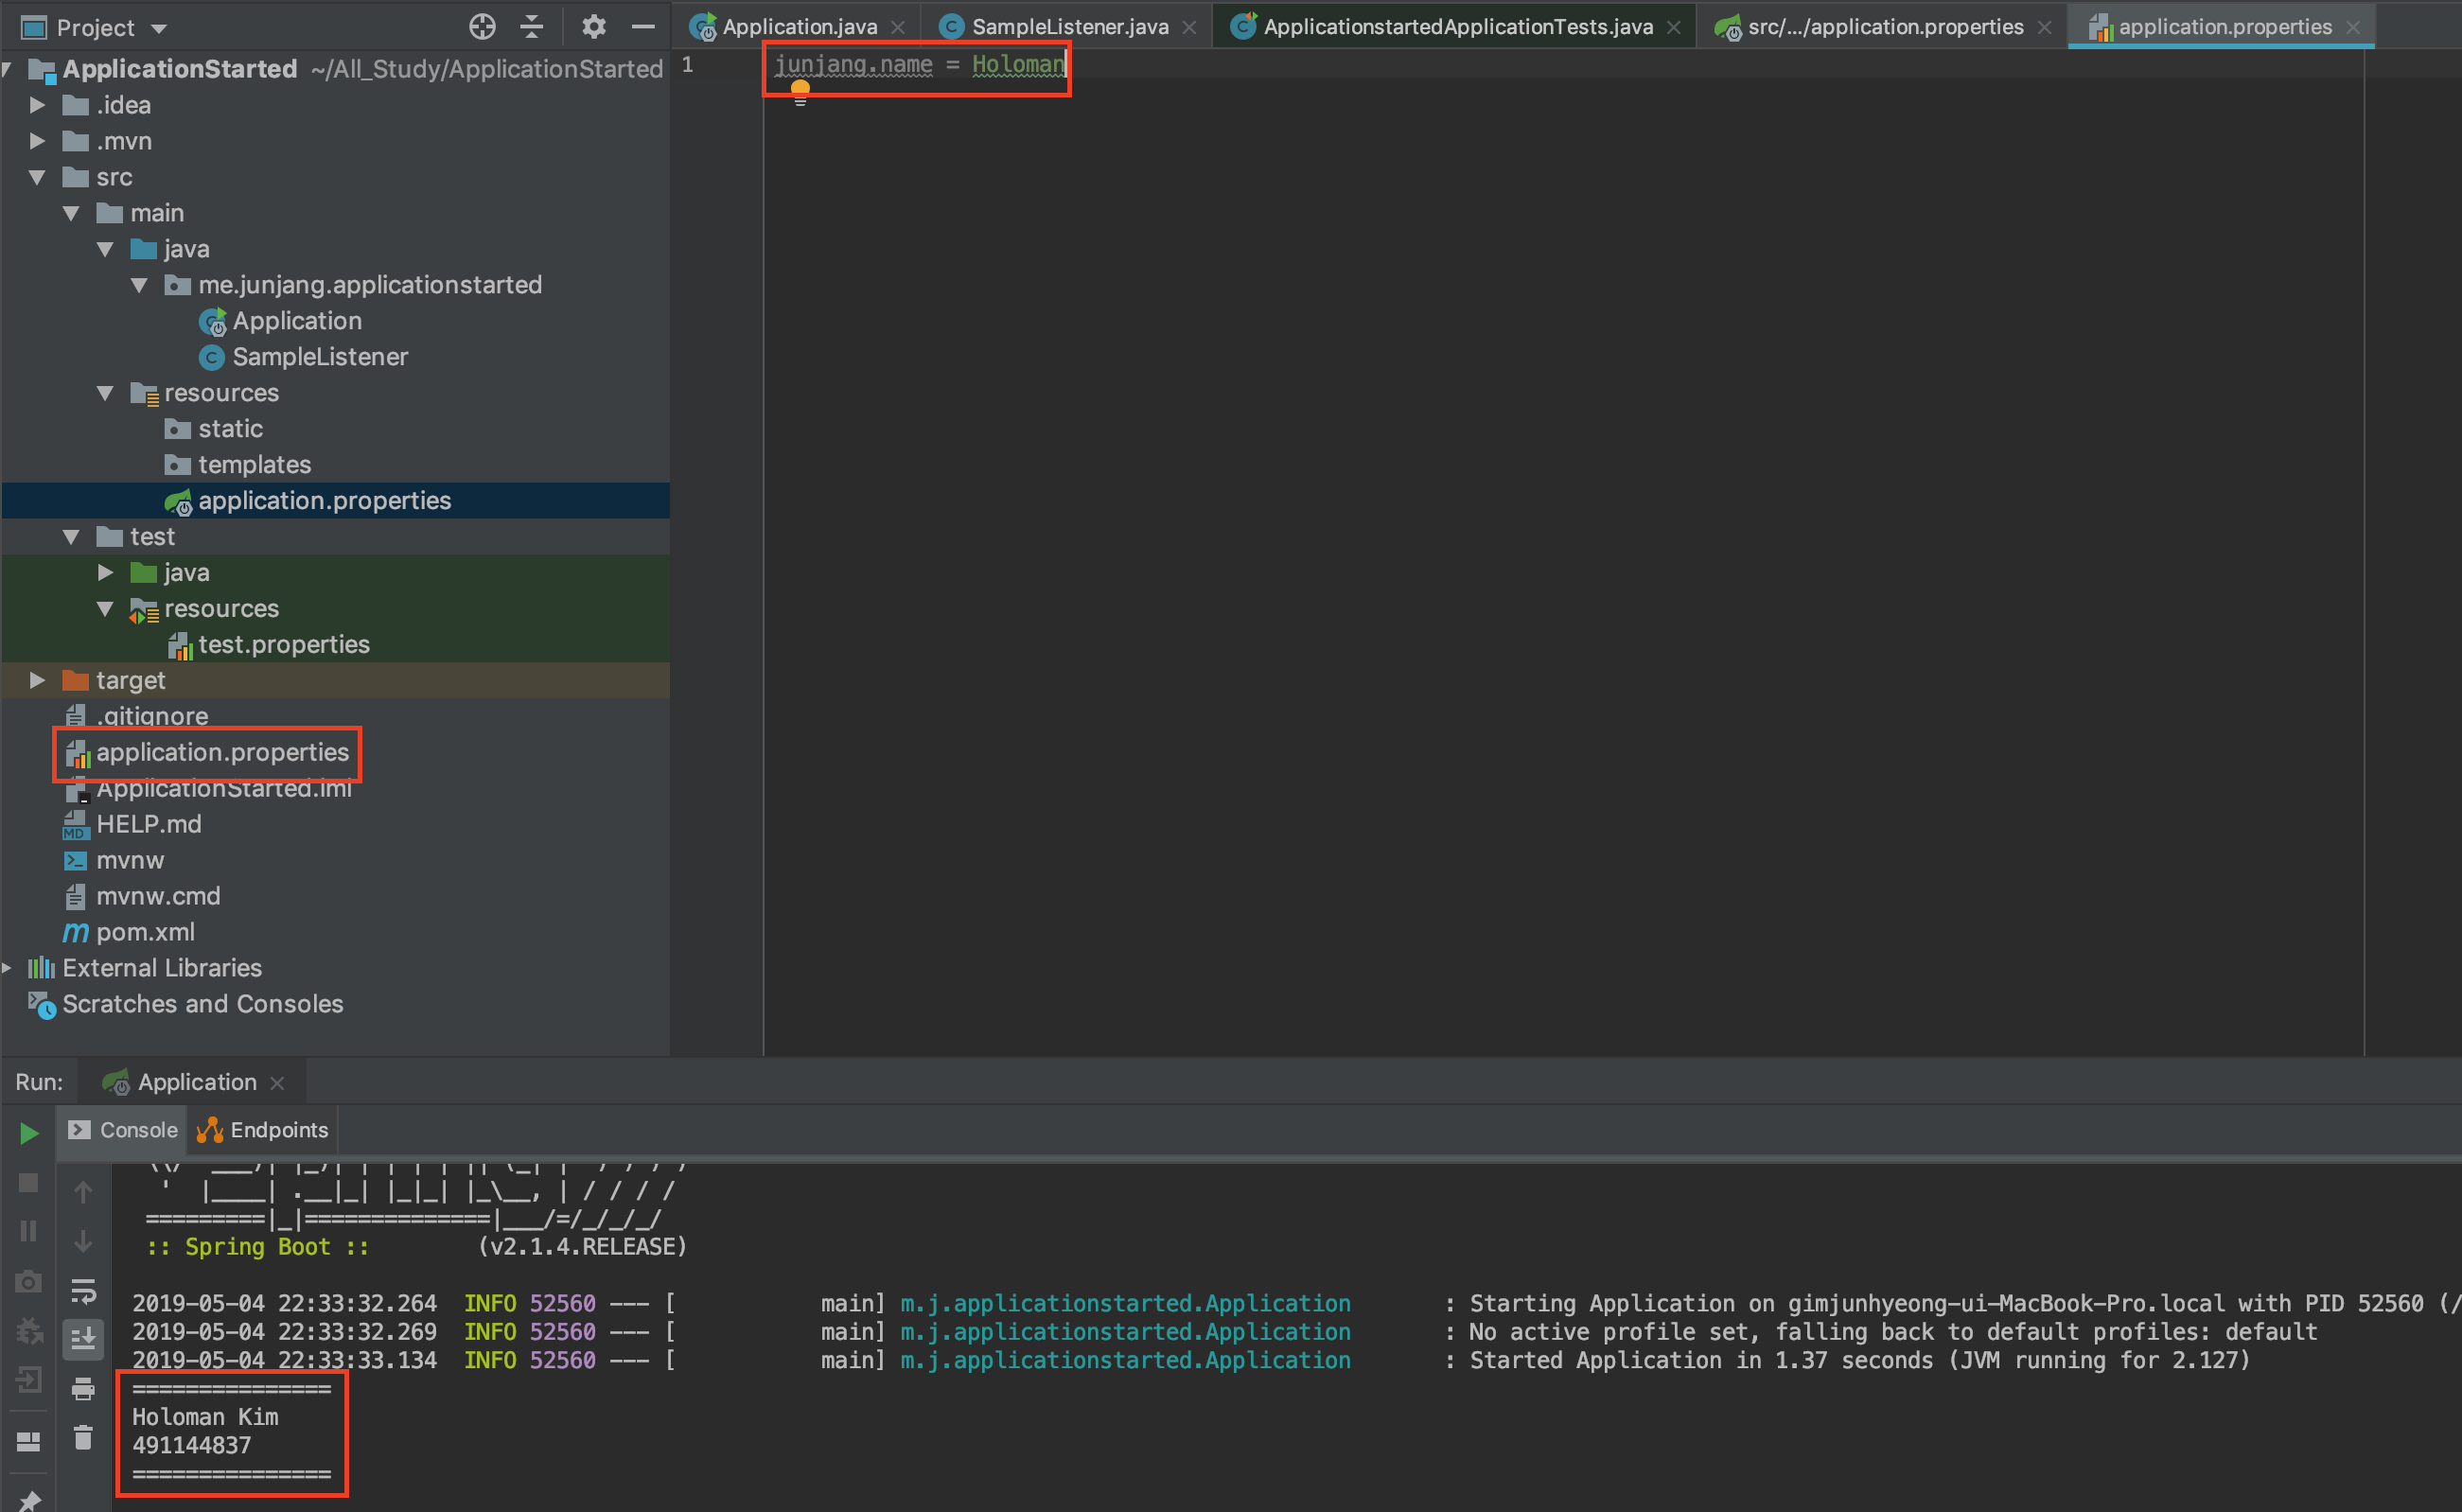 Project
Application.java
SampleListener.java
ApplicationstartedApplicationTests.java
src/.../application.properties
application.properties
ApplicationStarted ~/All_Study/ApplicationStarted
.idea
.mvn
src
main
java
me.junjang.applicationstarted
Application
SampleListener
resources
static
templates
application.properties
test
java
resources
test.properties
target
.gitignore
application.properties
ApplicationStarted.iml
HELP.md
mvnw
mvnw.cmd
pom.xml
External Libraries
Scratches and Consoles
1 junjang.name = Holoman
Run: Application
Console Endpoints
=========|_|==============|___/=/_/_/_/
:: Spring Boot :: (v2.1.4.RELEASE)
2019-05-04 22:33:32.264 INFO 52560 --- [ main] m.j.applicationstarted.Application : Starting Application on gimjunhyeong-ui-MacBook-Pro.local with PID 52560 (/
2019-05-04 22:33:32.269 INFO 52560 --- [ main] m.j.applicationstarted.Application : No active profile set, falling back to default profiles: default
2019-05-04 22:33:33.134 INFO 52560 --- [ main] m.j.applicationstarted.Application : Started Application in 1.37 seconds (JVM running for 2.127)
===============
Holoman Kim
491144837
===============